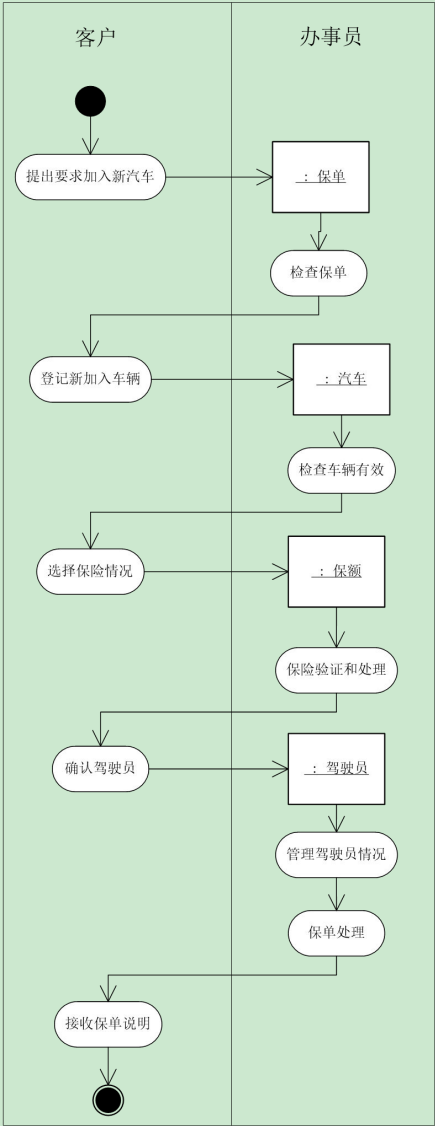 客户
办事员
提出要求加入新汽车
：保单
检查保单
登记新加入车辆
：汽车
检查车辆有效
选择保险情况
：保额
保险验证和处理
确认驾驶员
：驾驶员
管理驾驶员情况
保单处理
接收保单说明